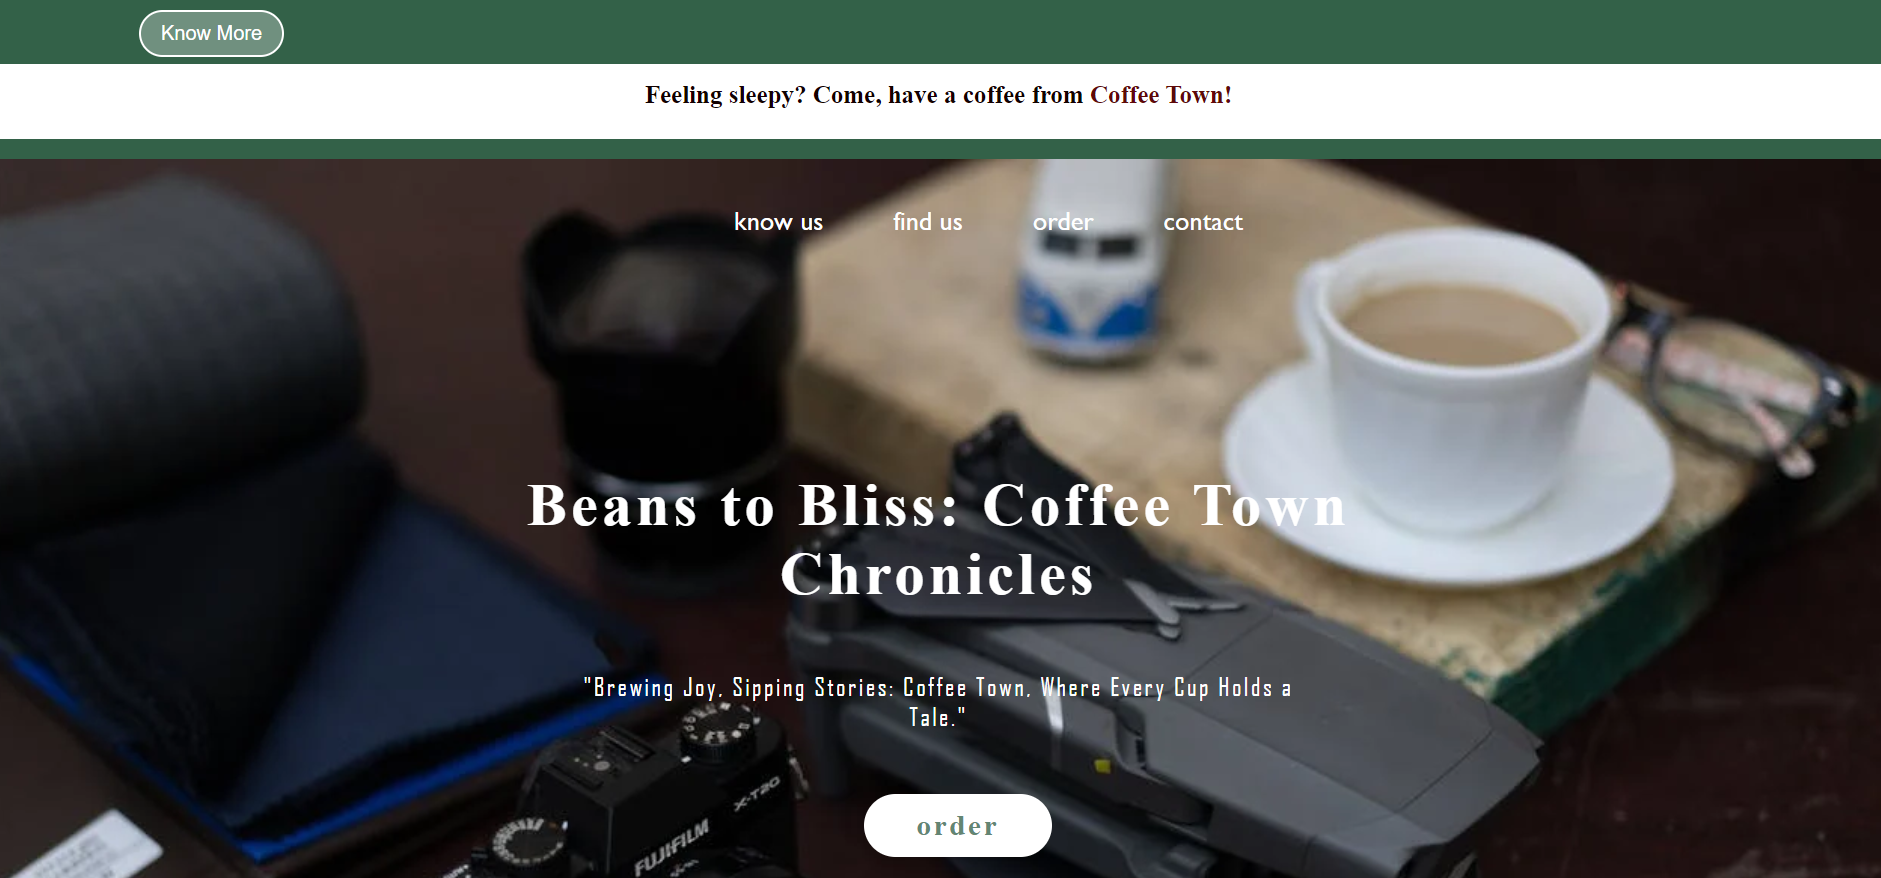 Know More
Feeling sleepy? Come, have a coffee from Coffee Town!
know us find us order contact
Beans to Bliss: Coffee Town
Chronicles
"Brewing Joy, Sipping Stories: Coffee Town, Where Every Cup Holds a
Tale."
X-T20
FUJIFILM
order